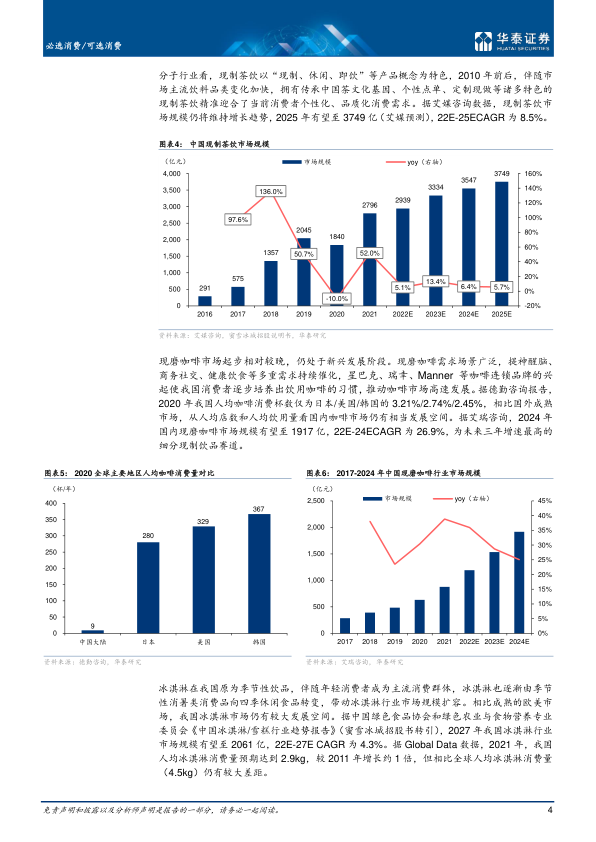 必选消费/可选消费
华泰证券
HUATAI SECURITIES
分子行业看，现制茶饮以“现制、休闲、即饮”等产品概念为特色，2010 年前后，伴随市
场主流饮料品类变化加快，拥有传承中国茶文化基因、个性点单、定制现做等诸多特色的
现制茶饮精准迎合了当前消费者个性化、品质化消费需求。据艾媒咨询数据，现制茶饮市
场规模仍将维持增长趋势，2025 年有望至 3749 亿（艾媒预测），22E-25ECAGR 为 8.5%。
图表4： 中国现制茶饮市场规模
（亿元）
市场规模
yoy（右轴）
4,000
3,500
3,000
2,500
2,000
1,500
1,000
500
0
160%
140%
120%
100%
80%
60%
40%
20%
0%
-20%
291
575
1357
2045
1840
2796
2939
3334
3547
3749
97.6%
136.0%
50.7%
-10.0%
52.0%
5.1%
13.4%
6.4%
5.7%
2016 2017 2018 2019 2020 2021 2022E 2023E 2024E 2025E
资料来源：艾媒咨询，蜜雪冰城招股说明书，华泰研究
现磨咖啡市场起步相对较晚，仍处于新兴发展阶段。现磨咖啡需求场景广泛，提神醒脑、
商务社交、健康饮食等多重需求持续催化，星巴克、瑞幸、Manner 等咖啡连锁品牌的兴
起使我国消费者逐步培养出饮用咖啡的习惯，推动咖啡市场高速发展。据德勤咨询报告，
2020 年我国人均咖啡消费杯数仅为日本/美国/韩国的 3.21%/2.74%/2.45%，相比国外成熟
市场，从人均店数和人均饮用量看国内咖啡市场仍有相当发展空间。据艾瑞咨询，2024 年
国内现磨咖啡市场规模有望至 1917 亿，22E-24ECAGR 为 26.9%，为未来三年增速最高的
细分现制饮品赛道。
图表5： 2020 全球主要地区人均咖啡消费量对比
（杯/年）
400
350
300
250
200
150
100
50
0
9
280
329
367
中国大陆 日本 美国 韩国
资料来源：德勤咨询，华泰研究
图表6： 2017-2024 年中国现磨咖啡行业市场规模
（亿元）
市场规模
yoy（右轴）
2,500
2,000
1,500
1,000
500
0
45%
40%
35%
30%
25%
20%
15%
10%
5%
0%
2017 2018 2019 2020 2021 2022E 2023E 2024E
资料来源：艾瑞咨询，华泰研究
冰淇淋在我国原为季节性饮品，伴随年轻消费者成为主流消费群体，冰淇淋也逐渐由季节
性消暑类消费品向四季休闲食品转变，带动冰淇淋行业市场规模扩容。相比成熟的欧美市
场，我国冰淇淋市场仍有较大发展空间。据中国绿色食品协会和绿色农业与食物营养专业
委员会《中国冰淇淋/雪糕行业趋势报告》（蜜雪冰城招股书转引），2027 年我国冰淇淋行业
市场规模有望至 2061 亿，22E-27E CAGR 为 4.3%。据 Global Data 数据，2021 年，我国
人均冰淇淋消费量预期达到 2.9kg，较 2011 年增长约 1 倍，但相比全球人均冰淇淋消费量
（4.5kg）仍有较大差距。
免责声明和披露以及分析师声明是报告的一部分，请务必一起阅读。
4